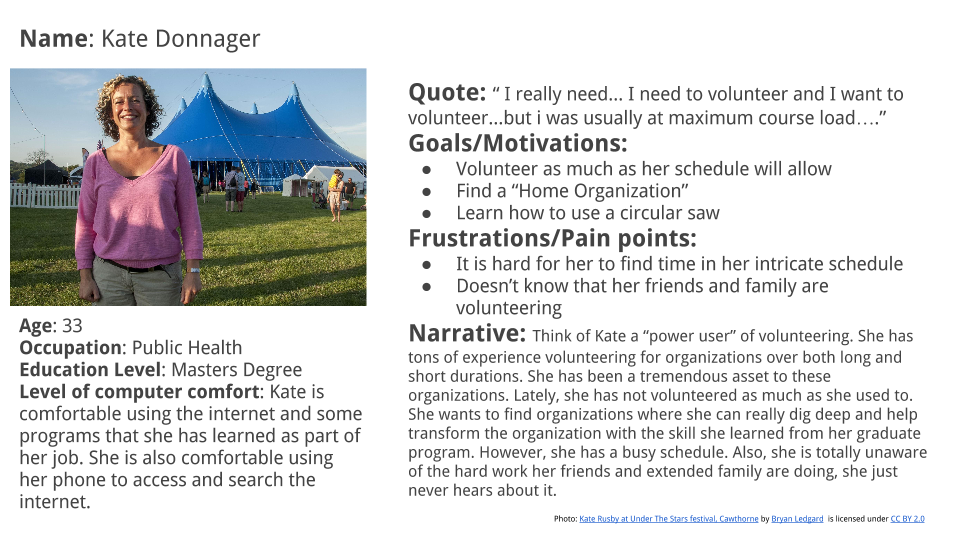 Name: Kate Donnager
Age: 33
Occupation: Public Health
Education Level: Masters Degree
Level of computer comfort: Kate is
comfortable using the internet and some
programs that she has learned as part of
her job. She is also comfortable using
her phone to access and search the
internet.
Quote: “ I really need... I need to volunteer and I want to
volunteer...but i was usually at maximum course load….”
Goals/Motivations:
● Volunteer as much as her schedule will allow
● Find a “Home Organization”
● Learn how to use a circular saw
Frustrations/Pain points:
● It is hard for her to find time in her intricate schedule
● Doesn’t know that her friends and family are
volunteering
Narrative: Think of Kate a “power user” of volunteering. She has
tons of experience volunteering for organizations over both long and
short durations. She has been a tremendous asset to these
organizations. Lately, she has not volunteered as much as she used to.
She wants to find organizations where she can really dig deep and help
transform the organization with the skill she learned from her graduate
program. However, she has a busy schedule. Also, she is totally unaware
of the hard work her friends and extended family are doing, she just
never hears about it.
Photo: Kate Rusby at Under The Stars festival, Cawthorne by Bryan Ledgard is licensed under CC BY 2.0